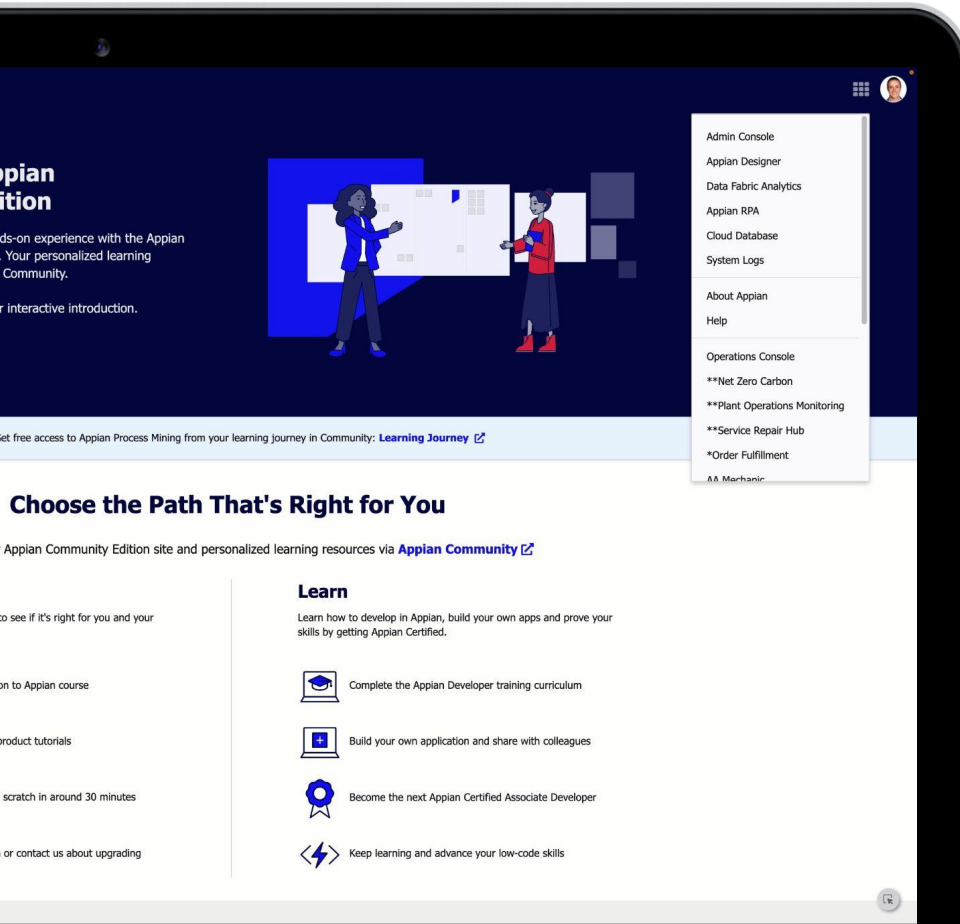 ppian
ition
ds-on experience with the Appian
. Your personalized learning
Community.
r interactive introduction.
Admin Console
Appian Designer
Data Fabric Analytics
Appian RPA
Cloud Database
System Logs
About Appian
Help
Operations Console
**Net Zero Carbon
**Plant Operations Monitoring
**Service Repair Hub
*Order Fulfillment
AA Mechanic
Get free access to Appian Process Mining from your learning journey in Community: Learning Journey
Choose the Path That's Right for You
Appian Community Edition site and personalized learning resources via Appian Community
to see if it's right for you and your
on to Appian course
product tutorials
scratch in around 30 minutes
or contact us about upgrading
Learn
Learn how to develop in Appian, build your own apps and prove your
skills by getting Appian Certified.
Complete the Appian Developer training curriculum
Build your own application and share with colleagues
Become the next Appian Certified Associate Developer
Keep learning and advance your low-code skills